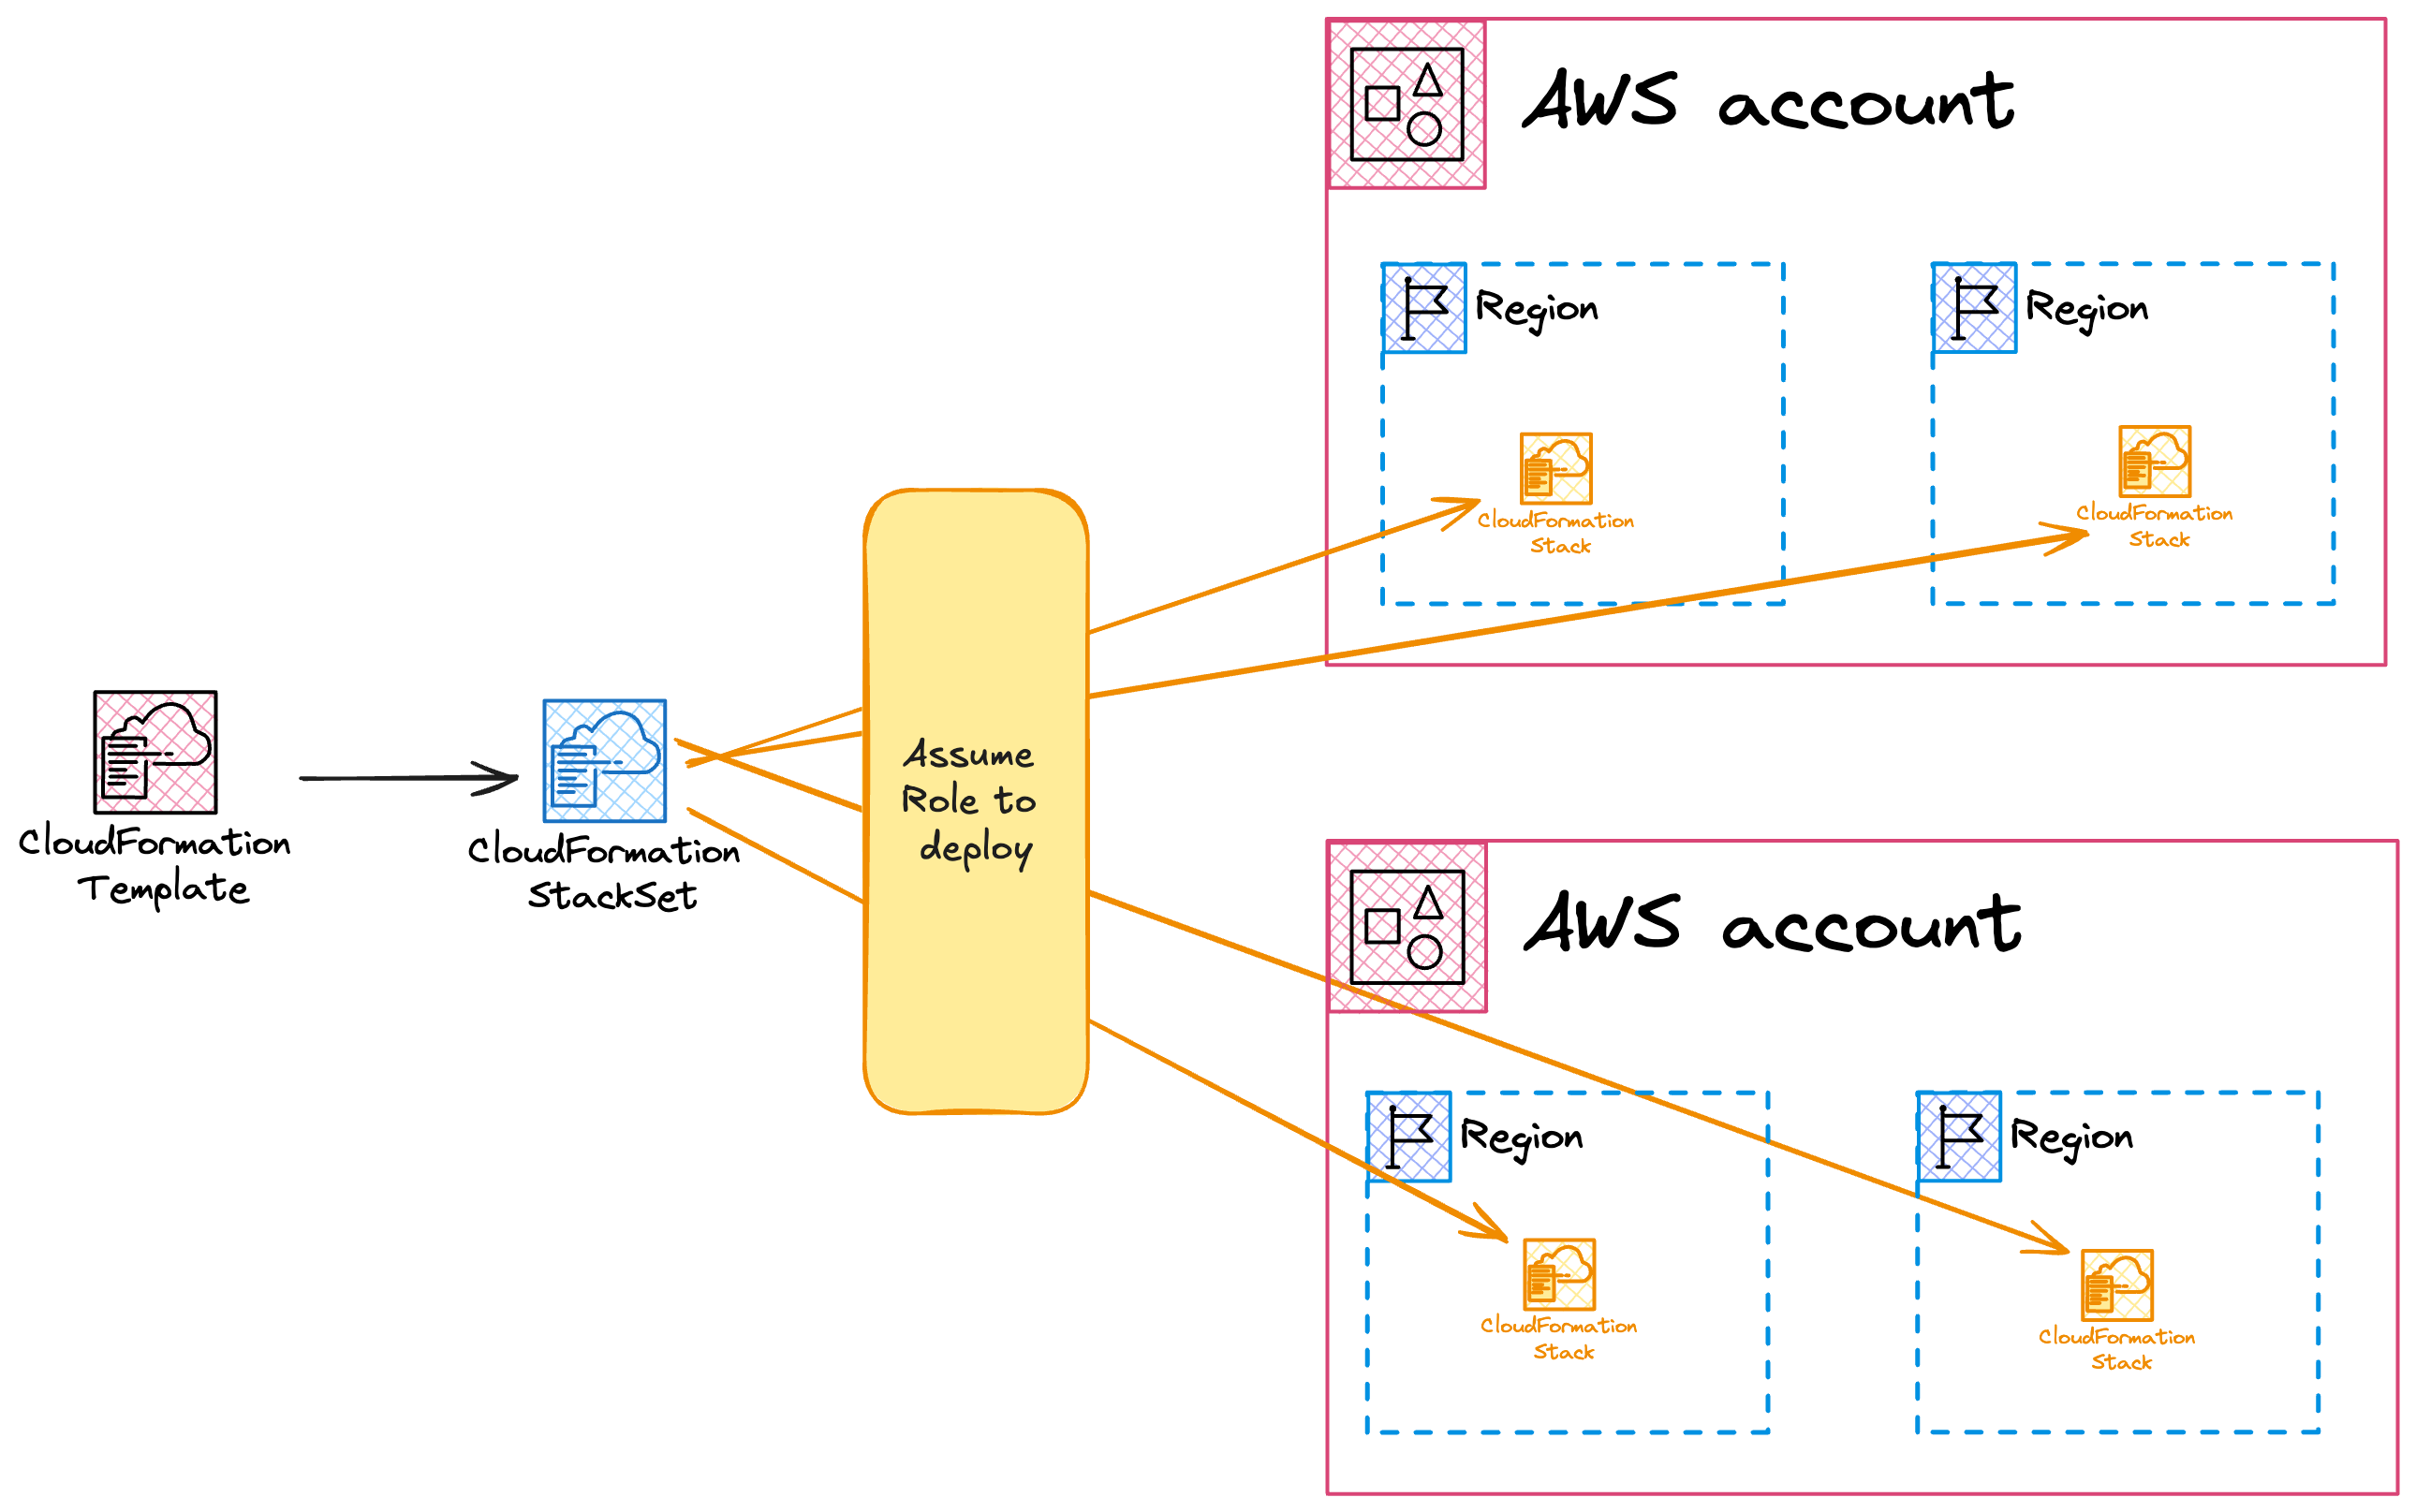 AWS account
Region
Region
CloudFormation
Stack
CloudFormation
Stack
CloudFormation
Template
CloudFormation
StacksSet
Assume
Role to
deploy
AWS account
Region
Region
CloudFormation
Stack
CloudFormation
Stack